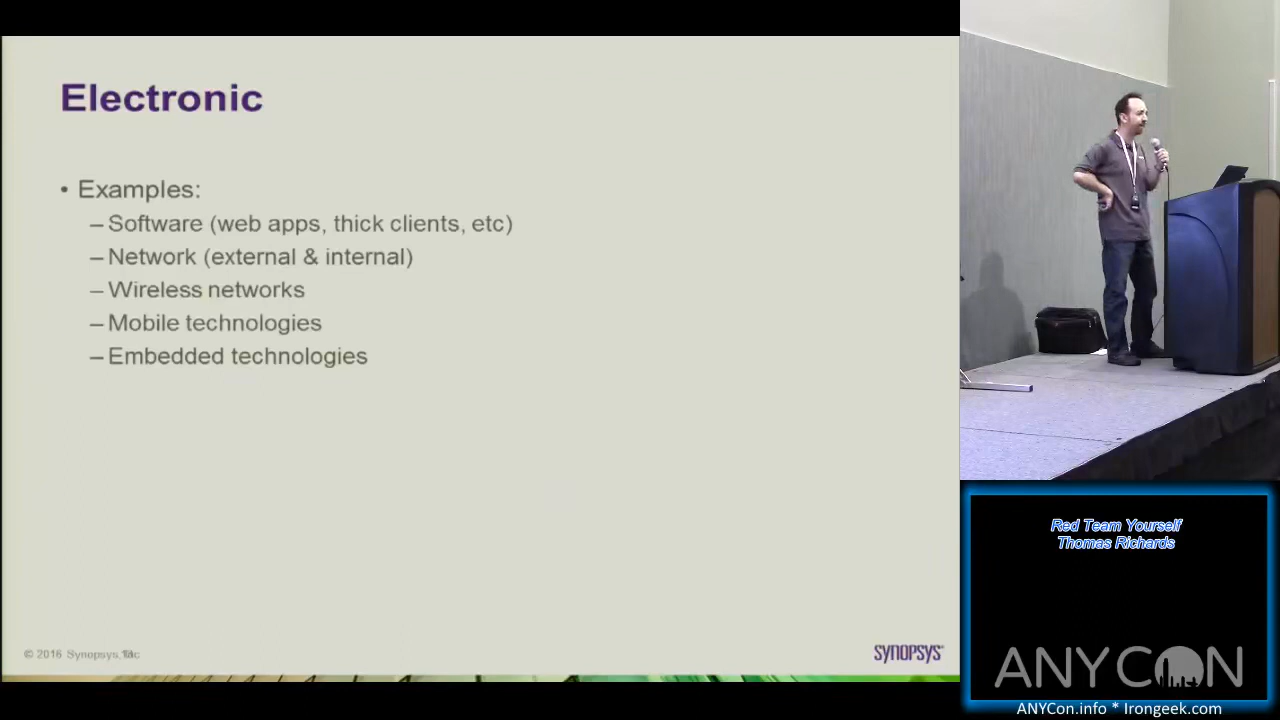 Electronic
• Examples:
– Software (web apps, thick clients, etc)
– Network (external & internal)
– Wireless networks
– Mobile technologies
– Embedded technologies
© 2016 Synopsys, Inc
SYNOPSYS
Red Team Yourself
Thomas Richards
ANYCON
ANYCon.info * Irongeek.com